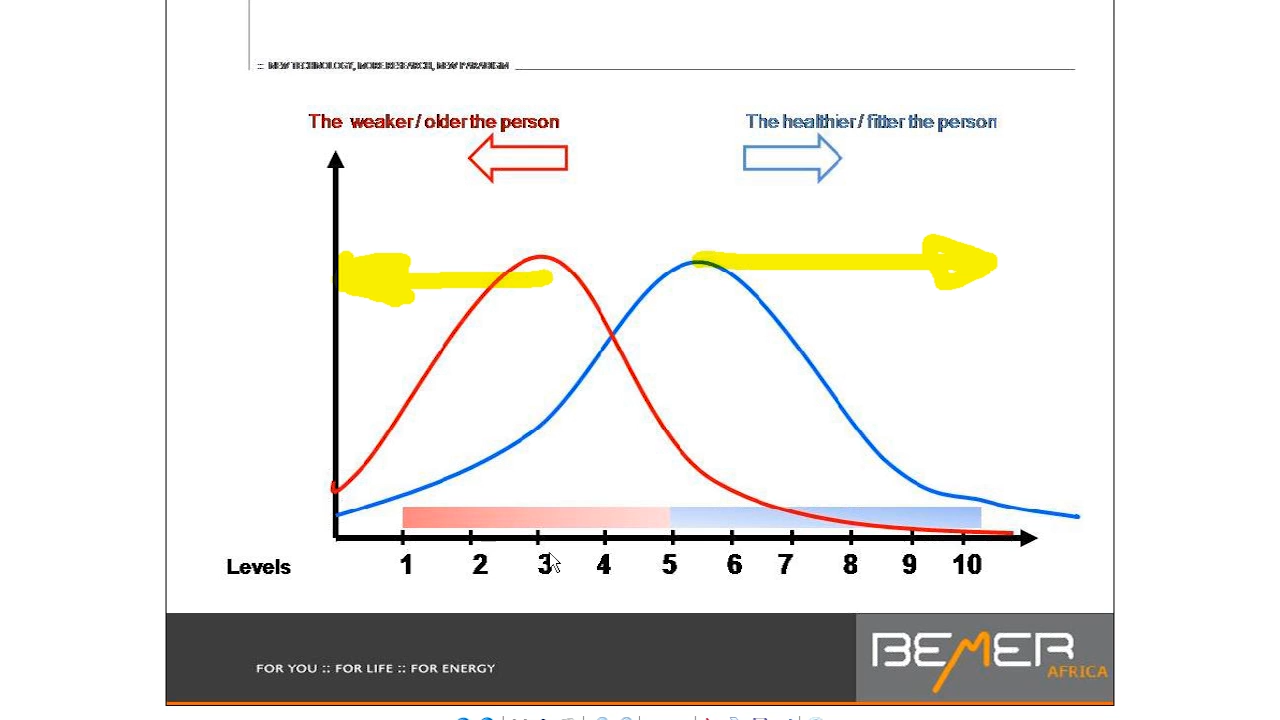 :: NEW TECHNOLOGY, MORE RESEARCH, NEW PARADIGM
The weaker / older the person
The healthier / fitter the person
Levels
1 2 3 4 5 6 7 8 9 10
FOR YOU :: FOR LIFE :: FOR ENERGY
BEMER
AFRICA